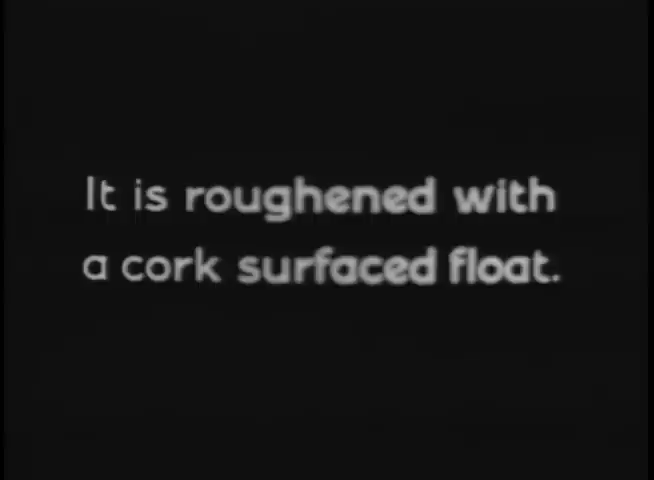 It is roughened with
a cork surfaced float.